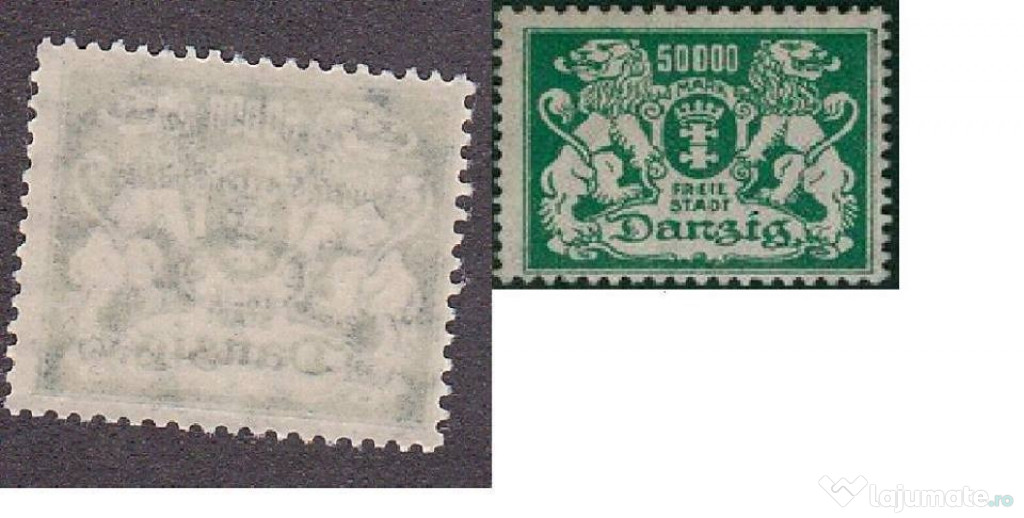 50000
MARK
FREIE
STADT
Danzig
lajumate.ro